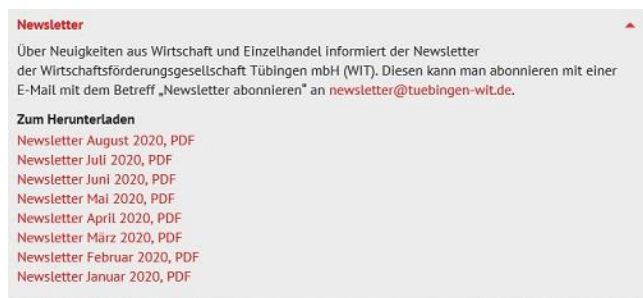 Newsletter
Über Neuigkeiten aus Wirtschaft und Einzelhandel informiert der Newsletter
der Wirtschaftsförderungsgesellschaft Tübingen mbH (WIT). Diesen kann man abonnieren mit einer
E-Mail mit dem Betreff „Newsletter abonnieren" an newsletter@tuebingen-wit.de.
Zum Herunterladen
Newsletter August 2020, PDF
Newsletter Juli 2020, PDF
Newsletter Juni 2020, PDF
Newsletter Mai 2020, PDF
Newsletter April 2020, PDF
Newsletter März 2020, PDF
Newsletter Februar 2020, PDF
Newsletter Januar 2020, PDF